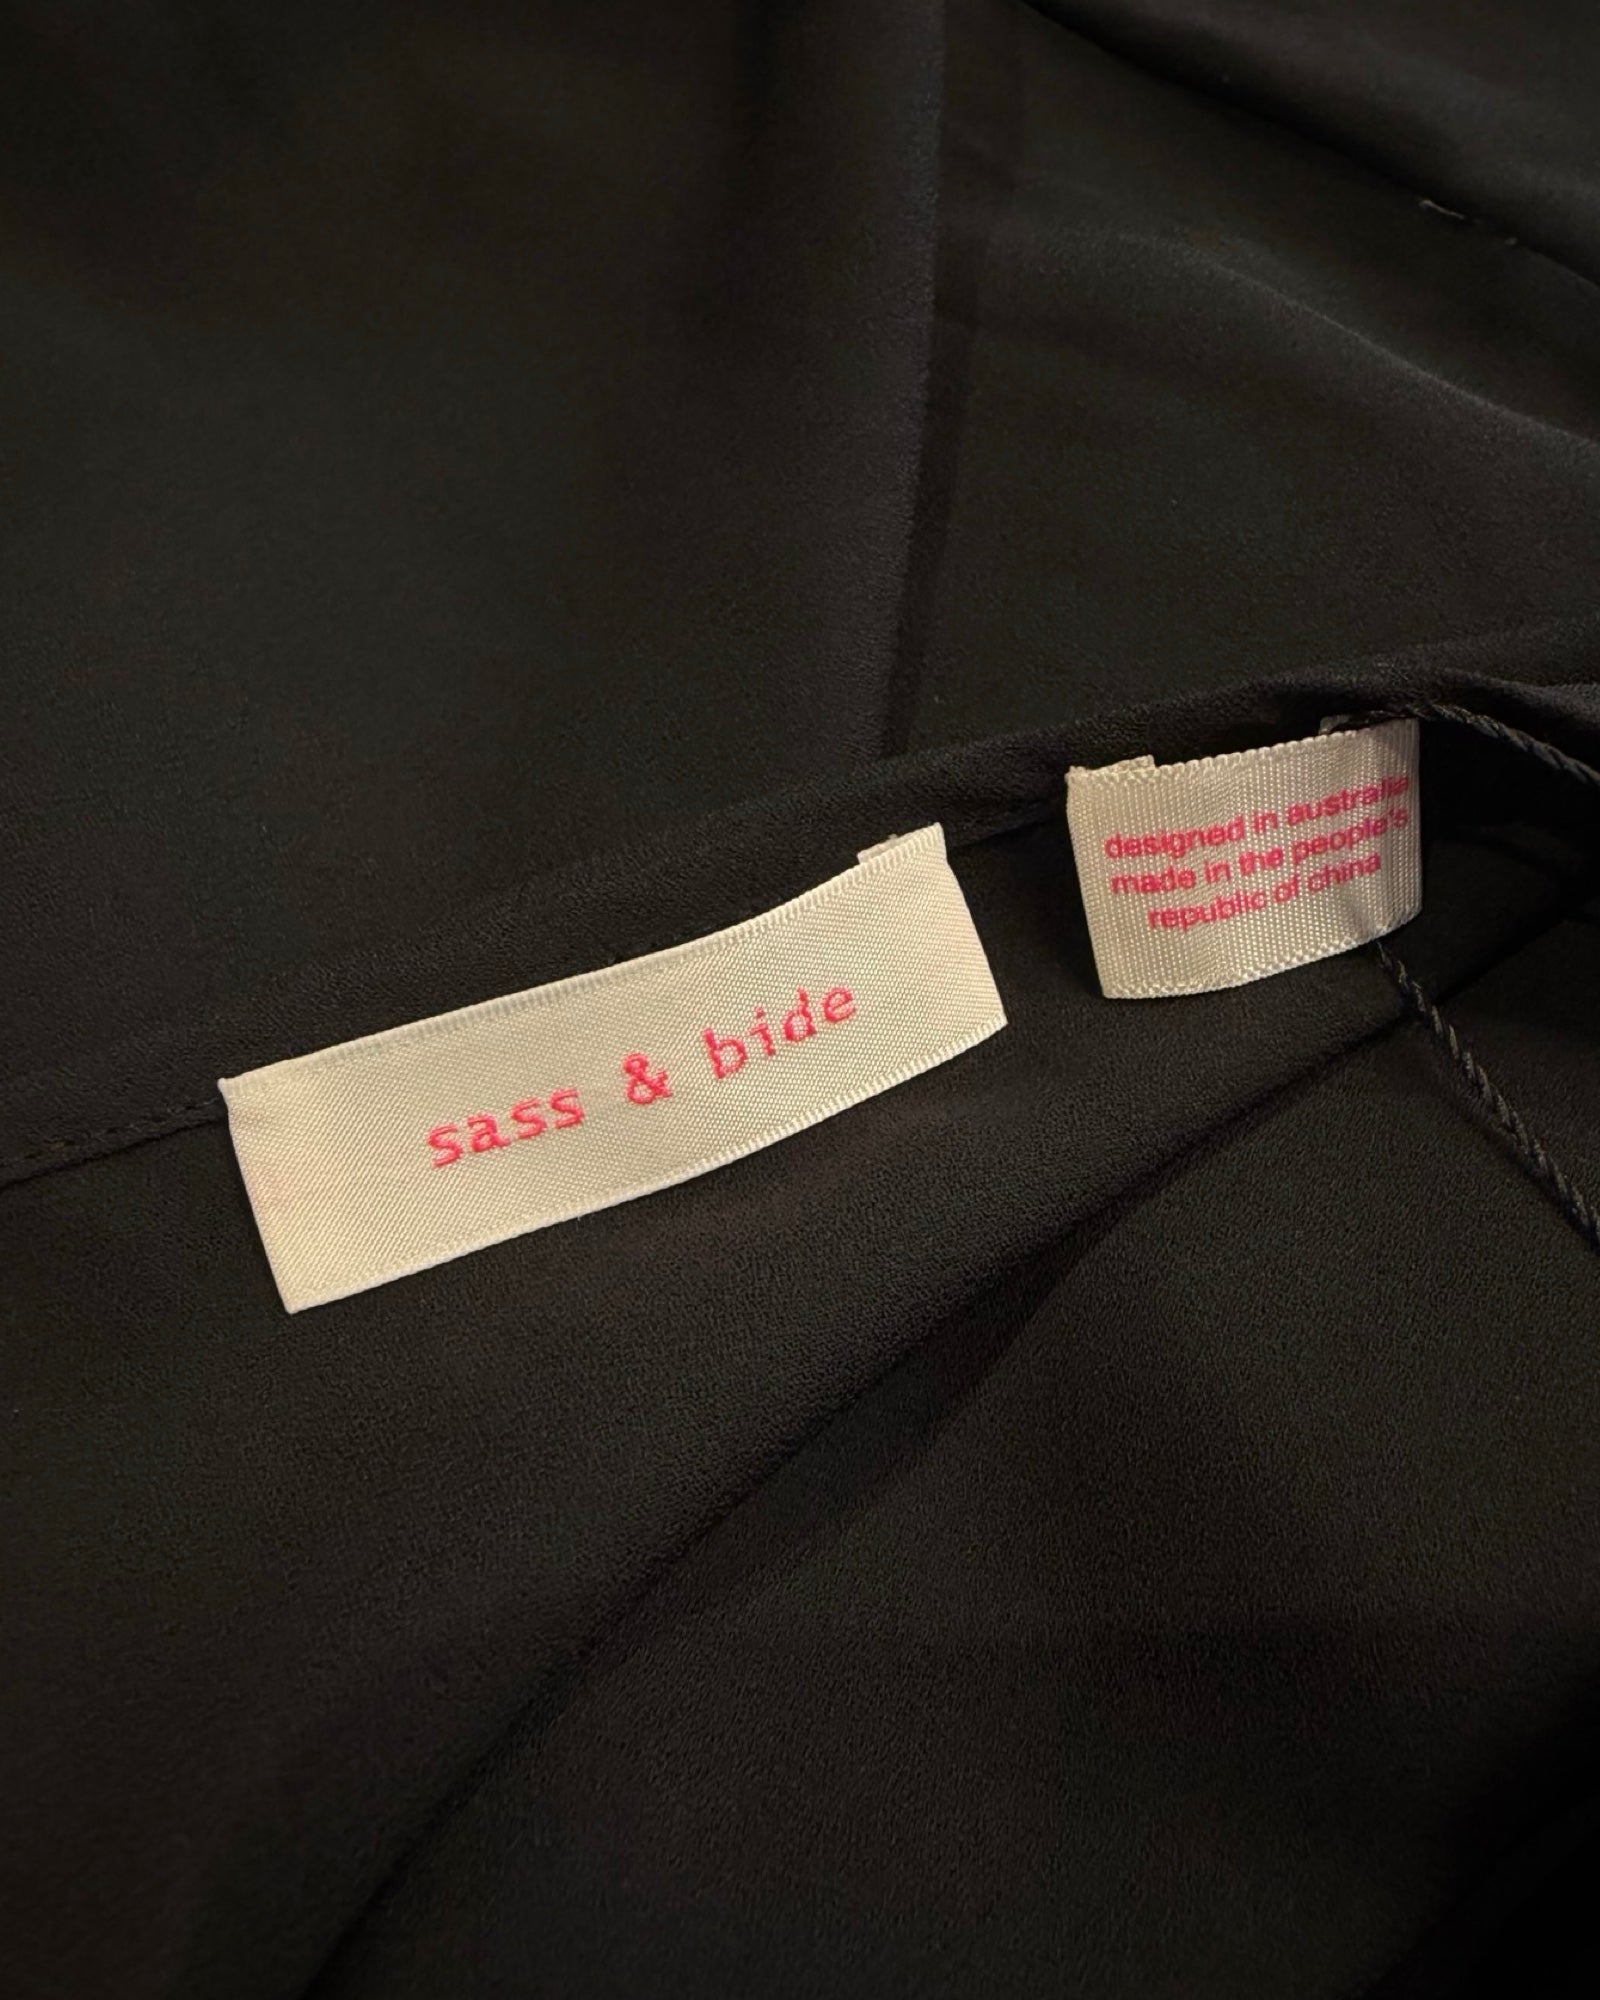 sass & bide
designed in australia
made in the people's
republic of china